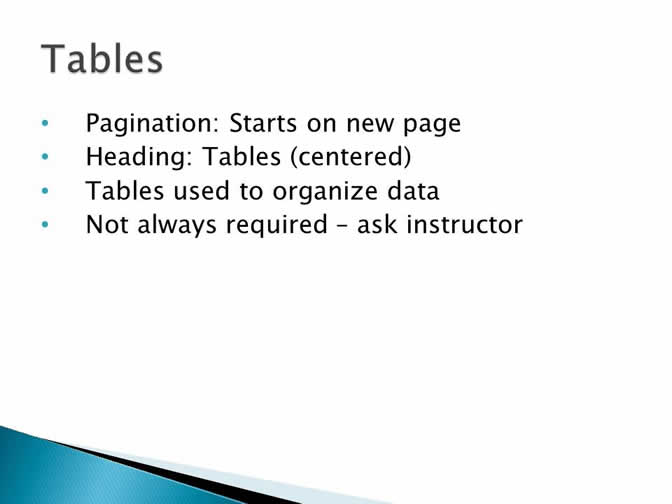 Tables
• Pagination: Starts on new page
• Heading: Tables (centered)
• Tables used to organize data
• Not always required – ask instructor